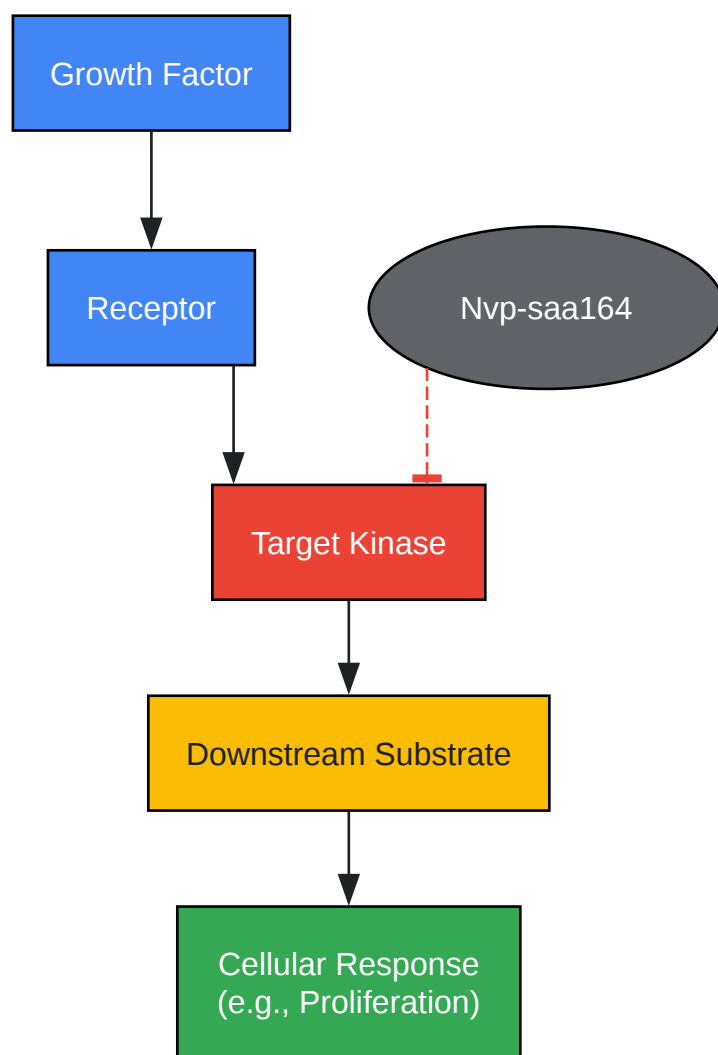 Growth Factor
Receptor
Nvp-saa164
Target Kinase
Downstream Substrate
Cellular Response
(e.g., Proliferation)